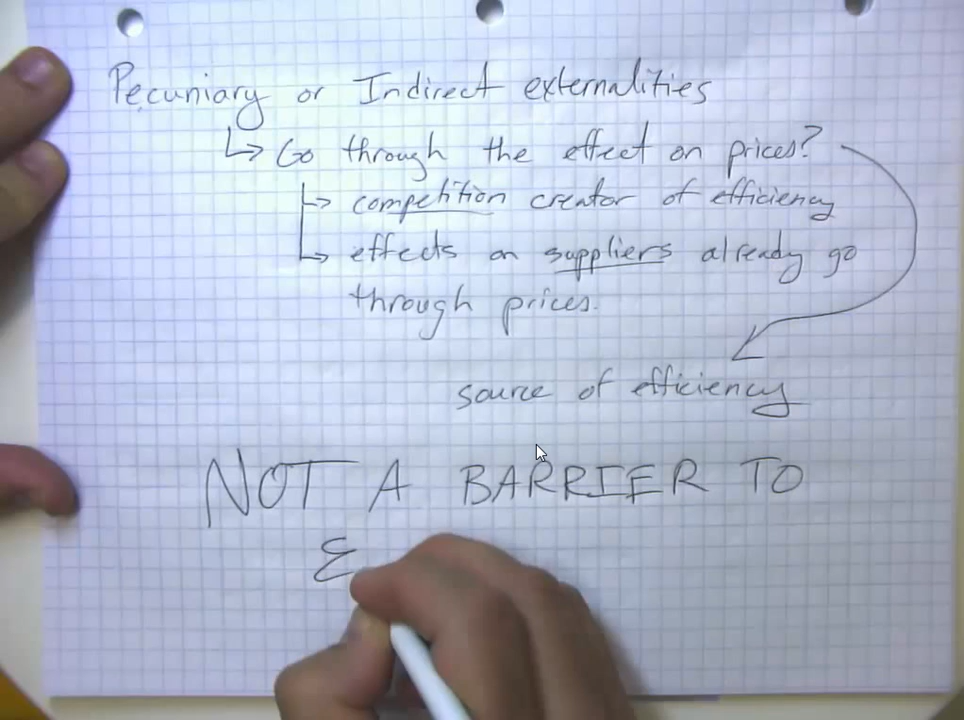 Pecuniary or Indirect externalities
↳ Go through the effect on prices?
↳ competition creator of efficiency
↳ effects on suppliers already go
through prices.
source of efficiency
NOT A BARRIER TO
E